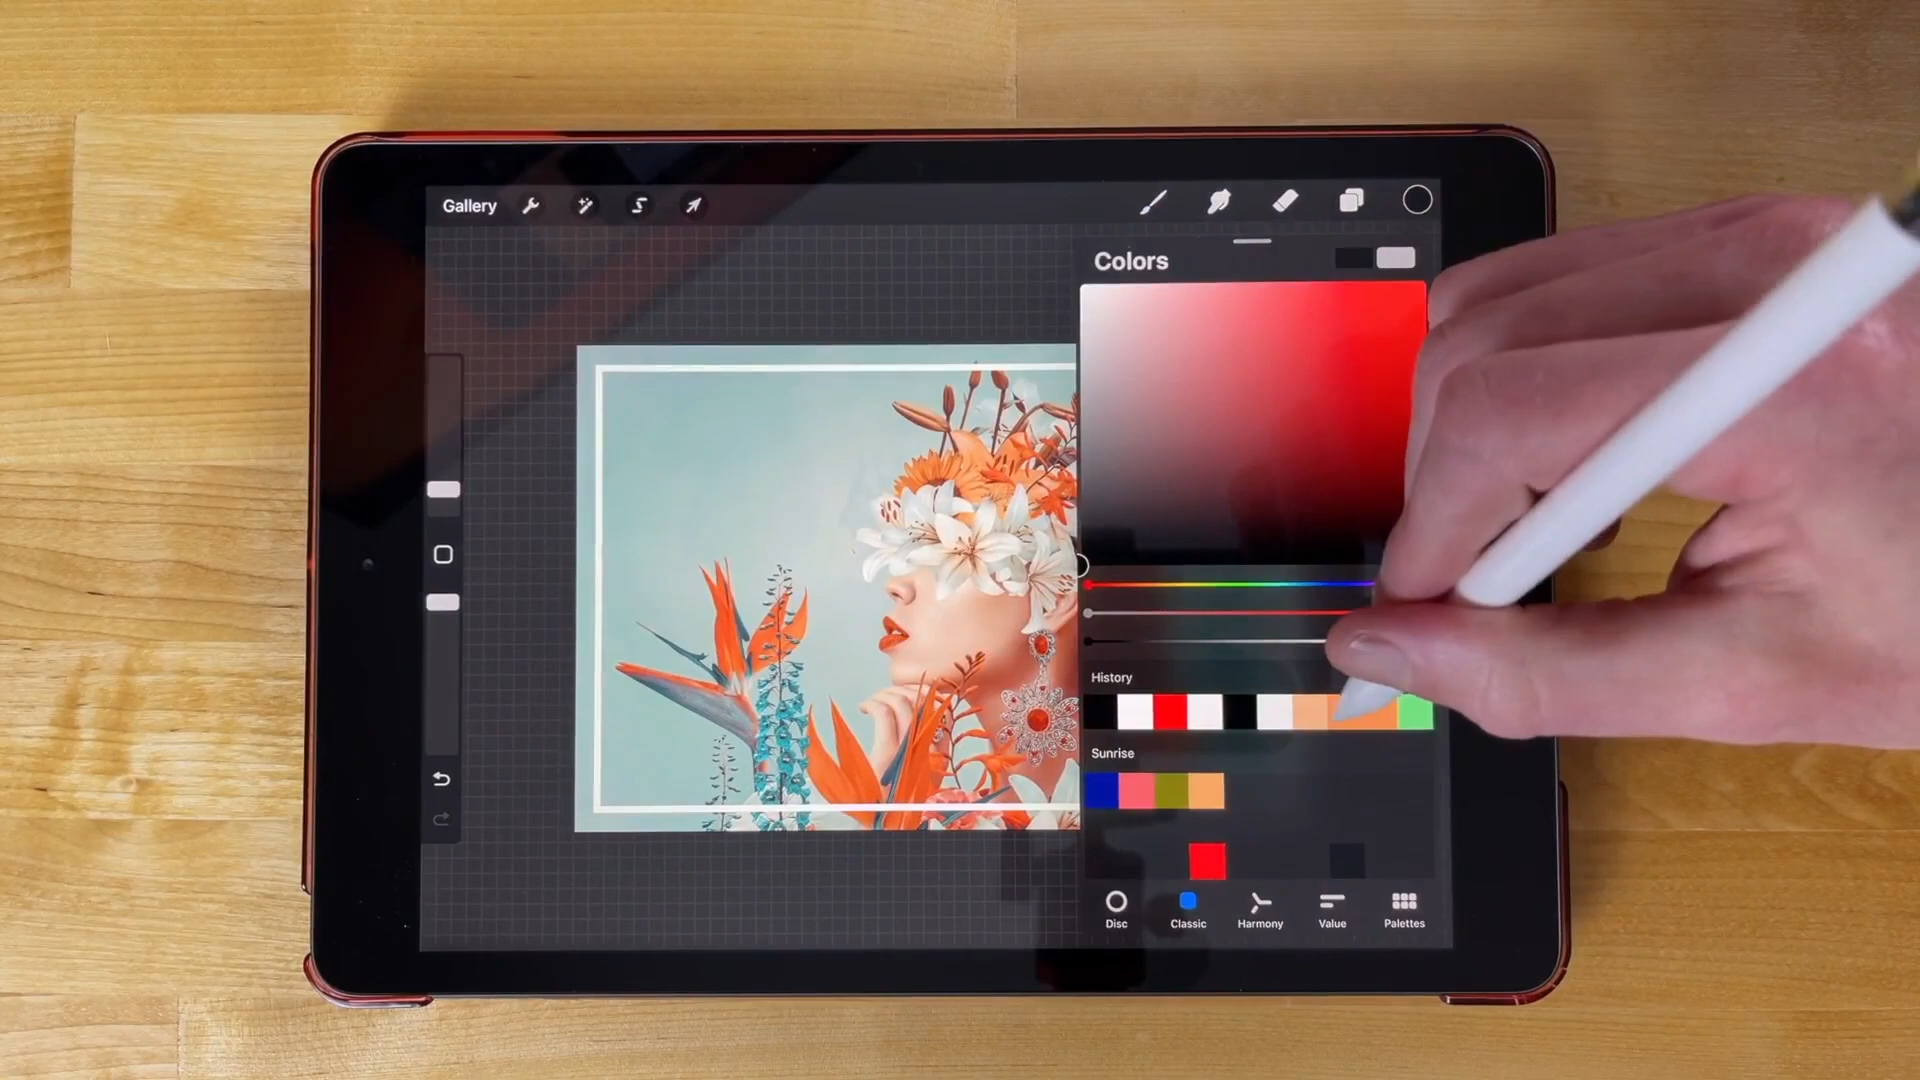 Gallery
Colors
History
Sunrise
Disc
Classic
Harmony
Value
Palettes